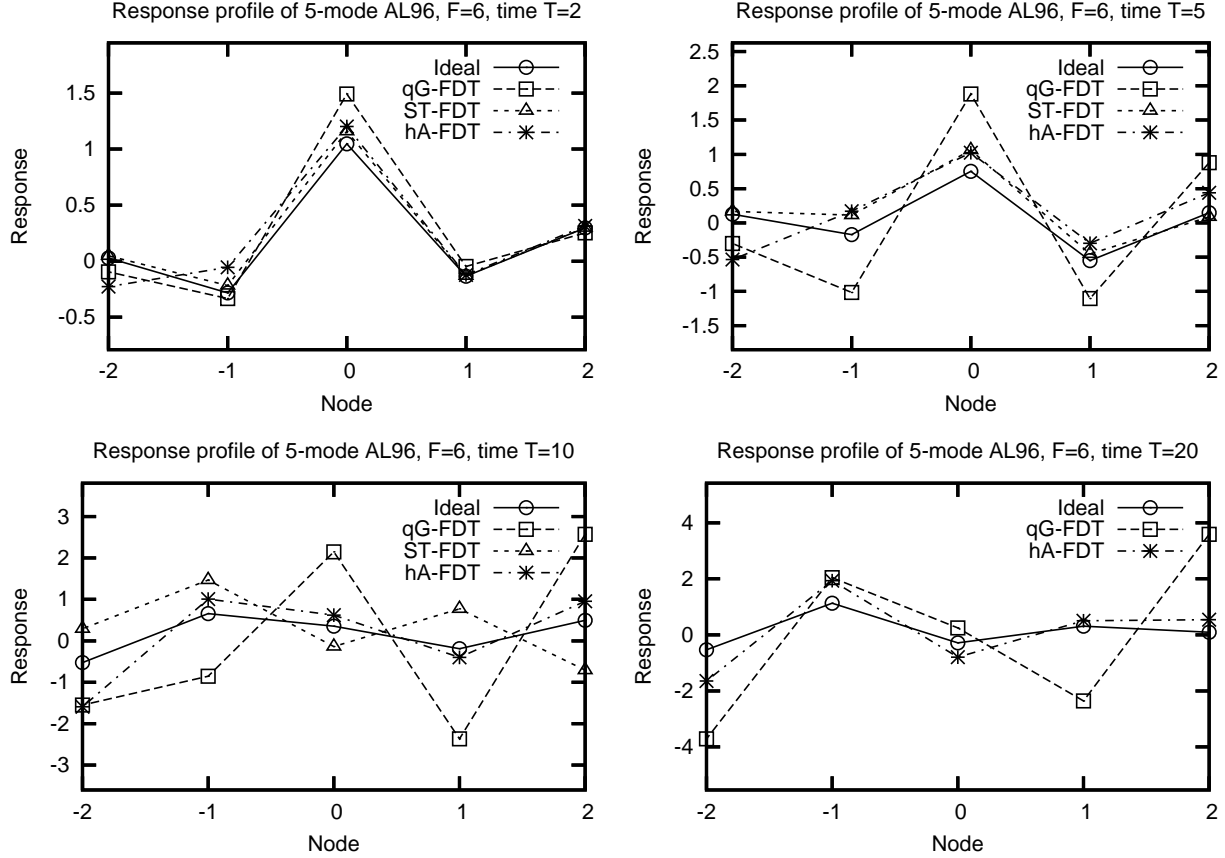 Response profile of 5-mode AL96, F=6, time T=2
Response
1.5
1
0.5
0
-0.5
-2
-1
0
1
2
Node
Ideal
qG-FDT
ST-FDT
hA-FDT
Response profile of 5-mode AL96, F=6, time T=5
Response
2.5
2
1.5
1
0.5
0
-0.5
-1
-1.5
-2
-1
0
1
2
Node
Ideal
qG-FDT
ST-FDT
hA-FDT
Response profile of 5-mode AL96, F=6, time T=10
Response
3
2
1
0
-1
-2
-3
-2
-1
0
1
2
Node
Ideal
qG-FDT
ST-FDT
hA-FDT
Response profile of 5-mode AL96, F=6, time T=20
Response
4
2
0
-2
-4
-2
-1
0
1
2
Node
Ideal
qG-FDT
hA-FDT